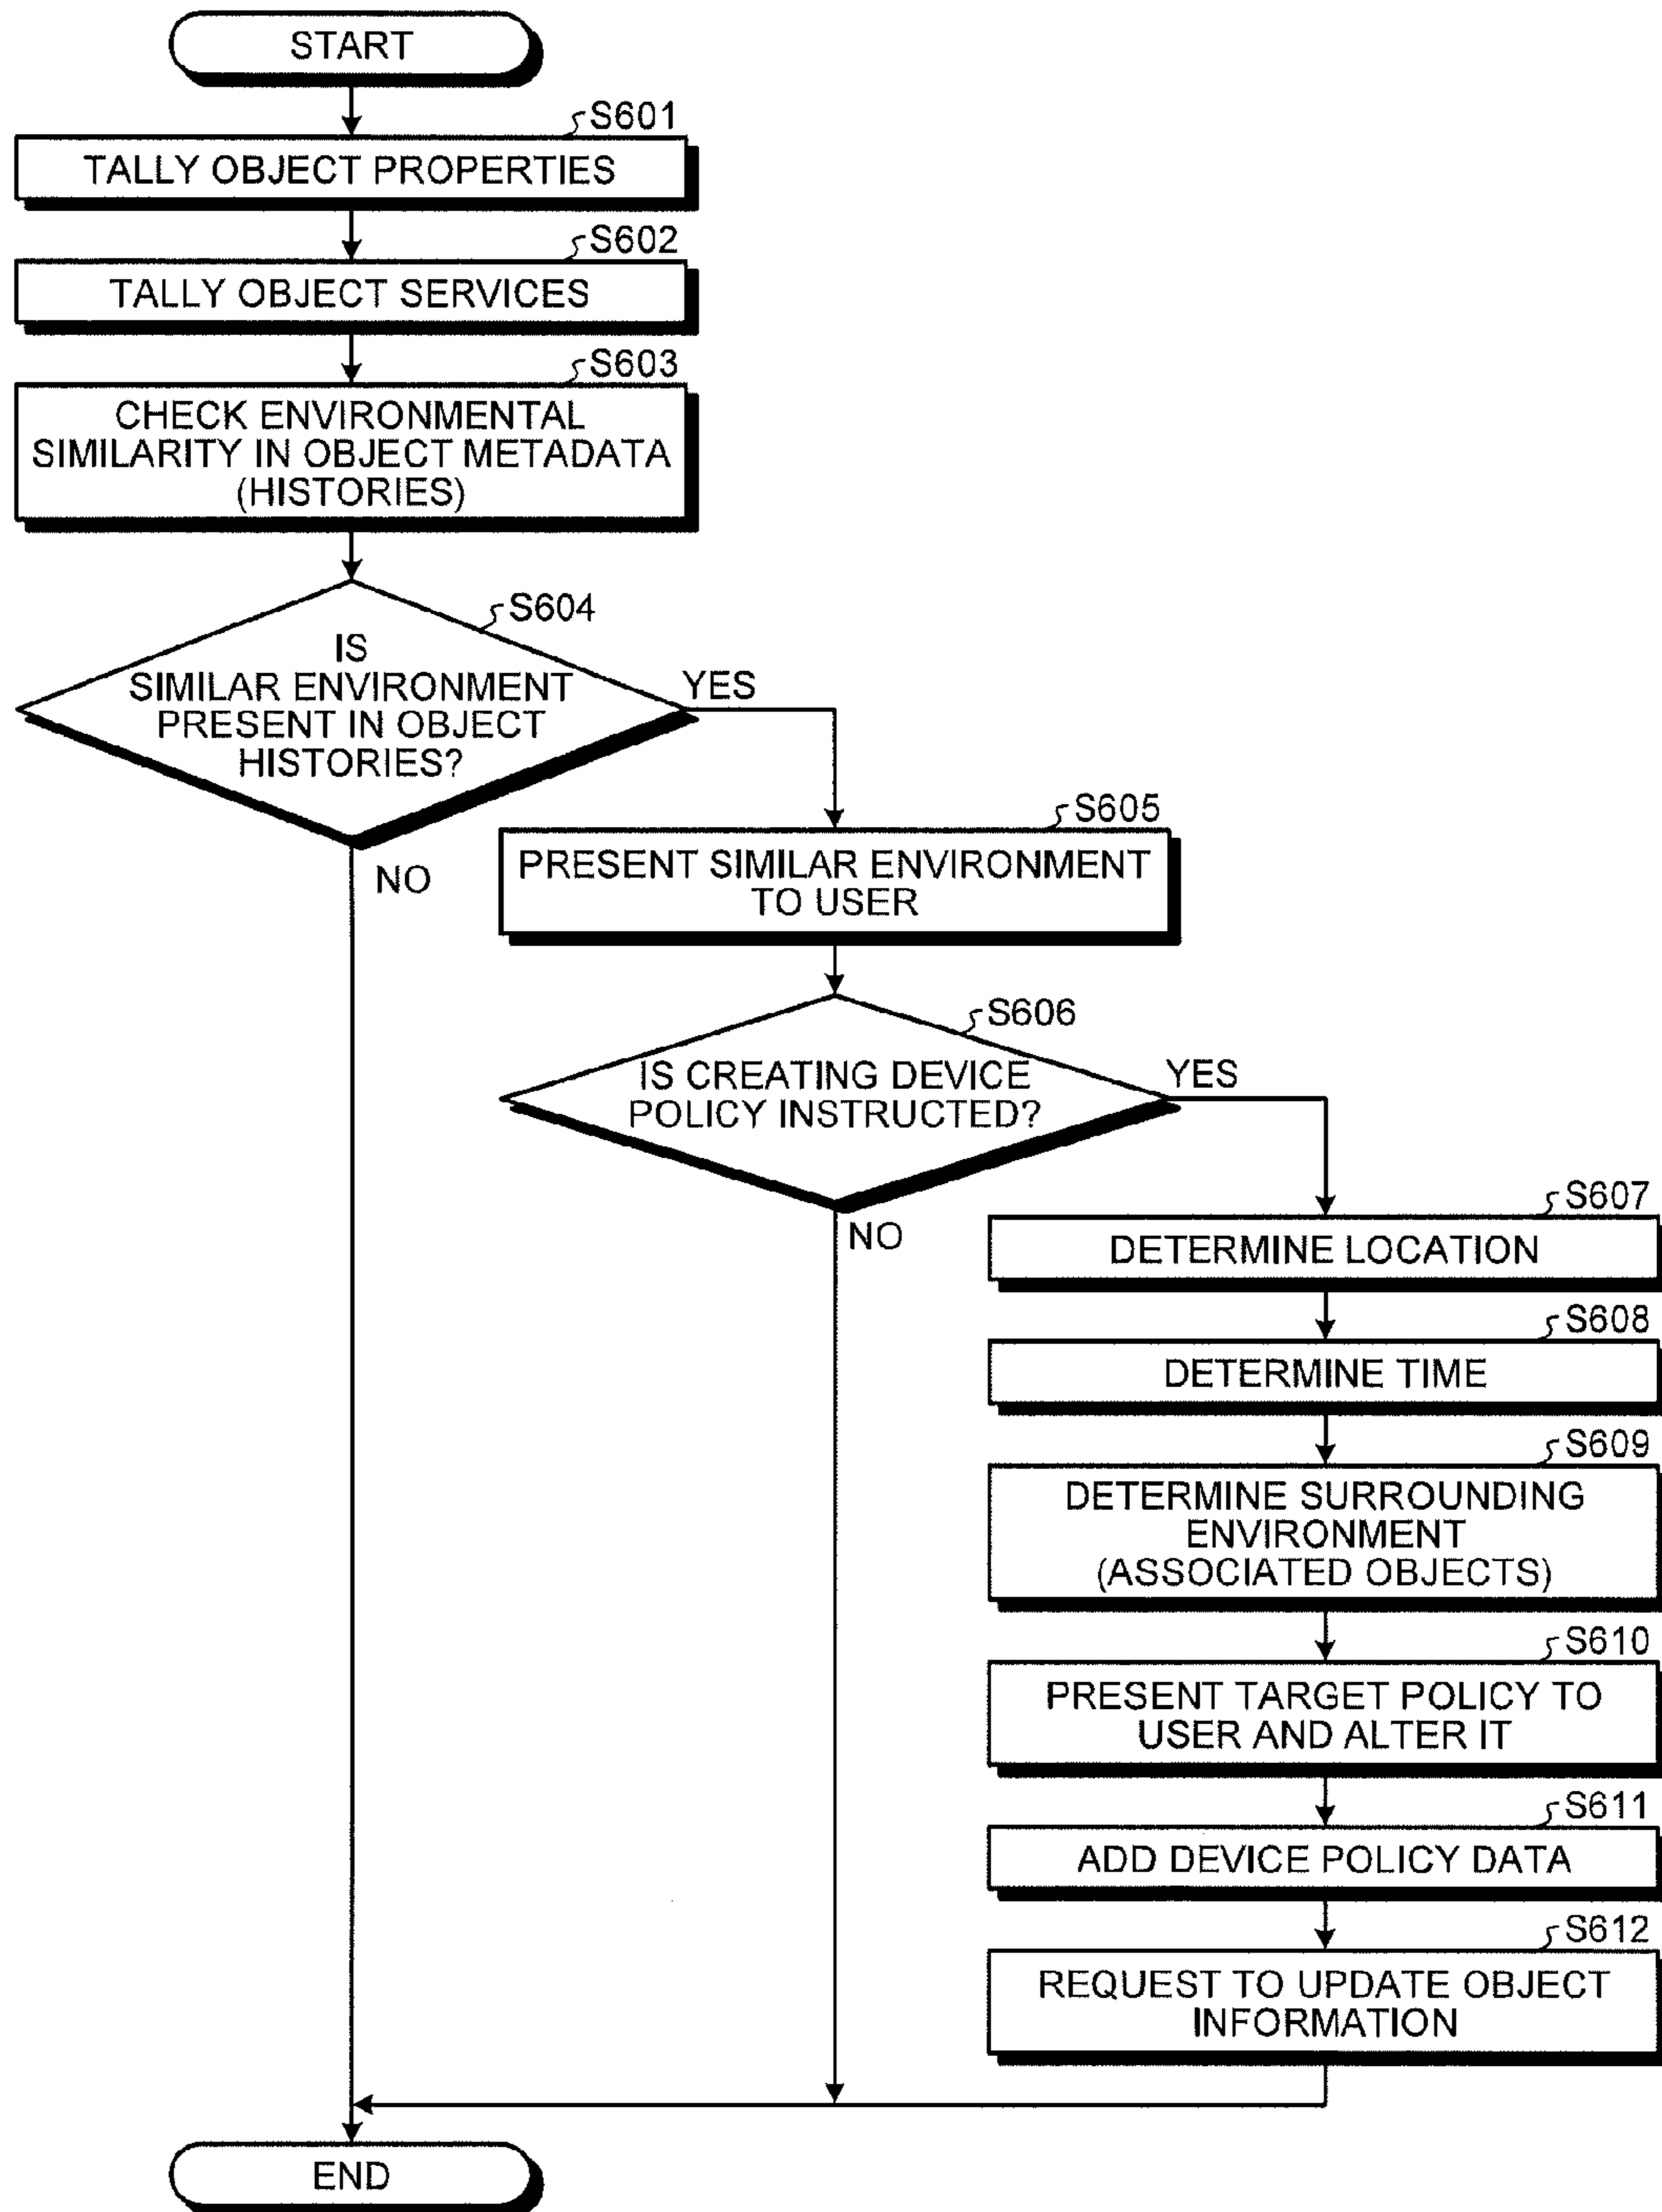 START
S601
TALLY OBJECT PROPERTIES
S602
TALLY OBJECT SERVICES
S603
CHECK ENVIRONMENTAL
SIMILARITY IN OBJECT METADATA
(HISTORIES)
S604
IS
SIMILAR ENVIRONMENT
PRESENT IN OBJECT
HISTORIES?
YES
NO
S605
PRESENT SIMILAR ENVIRONMENT
TO USER
S606
IS CREATING DEVICE
POLICY INSTRUCTED?
YES
NO
S607
DETERMINE LOCATION
S608
DETERMINE TIME
S609
DETERMINE SURROUNDING
ENVIRONMENT
(ASSOCIATED OBJECTS)
S610
PRESENT TARGET POLICY TO
USER AND ALTER IT
S611
ADD DEVICE POLICY DATA
S612
REQUEST TO UPDATE OBJECT
INFORMATION
END